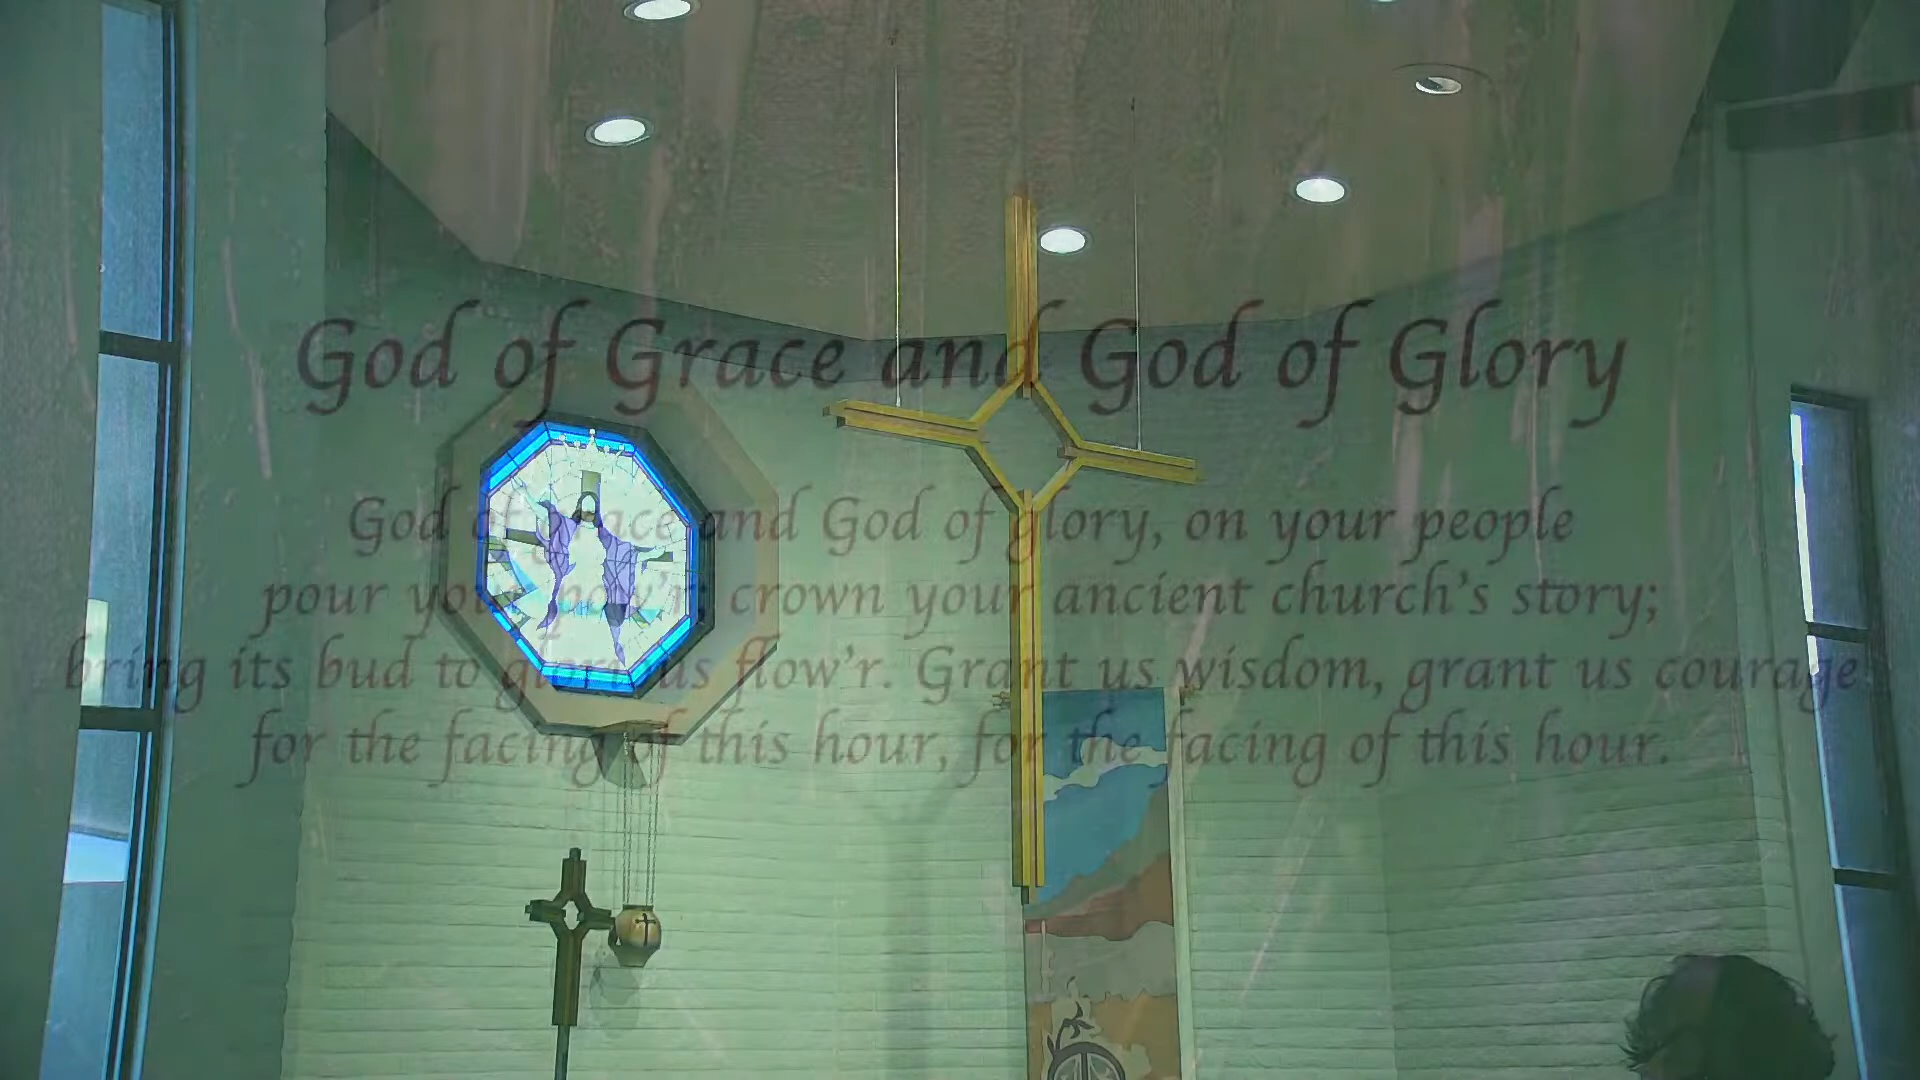 God of Grace and God of Glory
God of grace and God of glory, on your people
pour your pow'r; crown your ancient church's story;
bring its bud to glorious flow'r. Grant us wisdom, grant us courage
for the facing of this hour, for the facing of this hour.